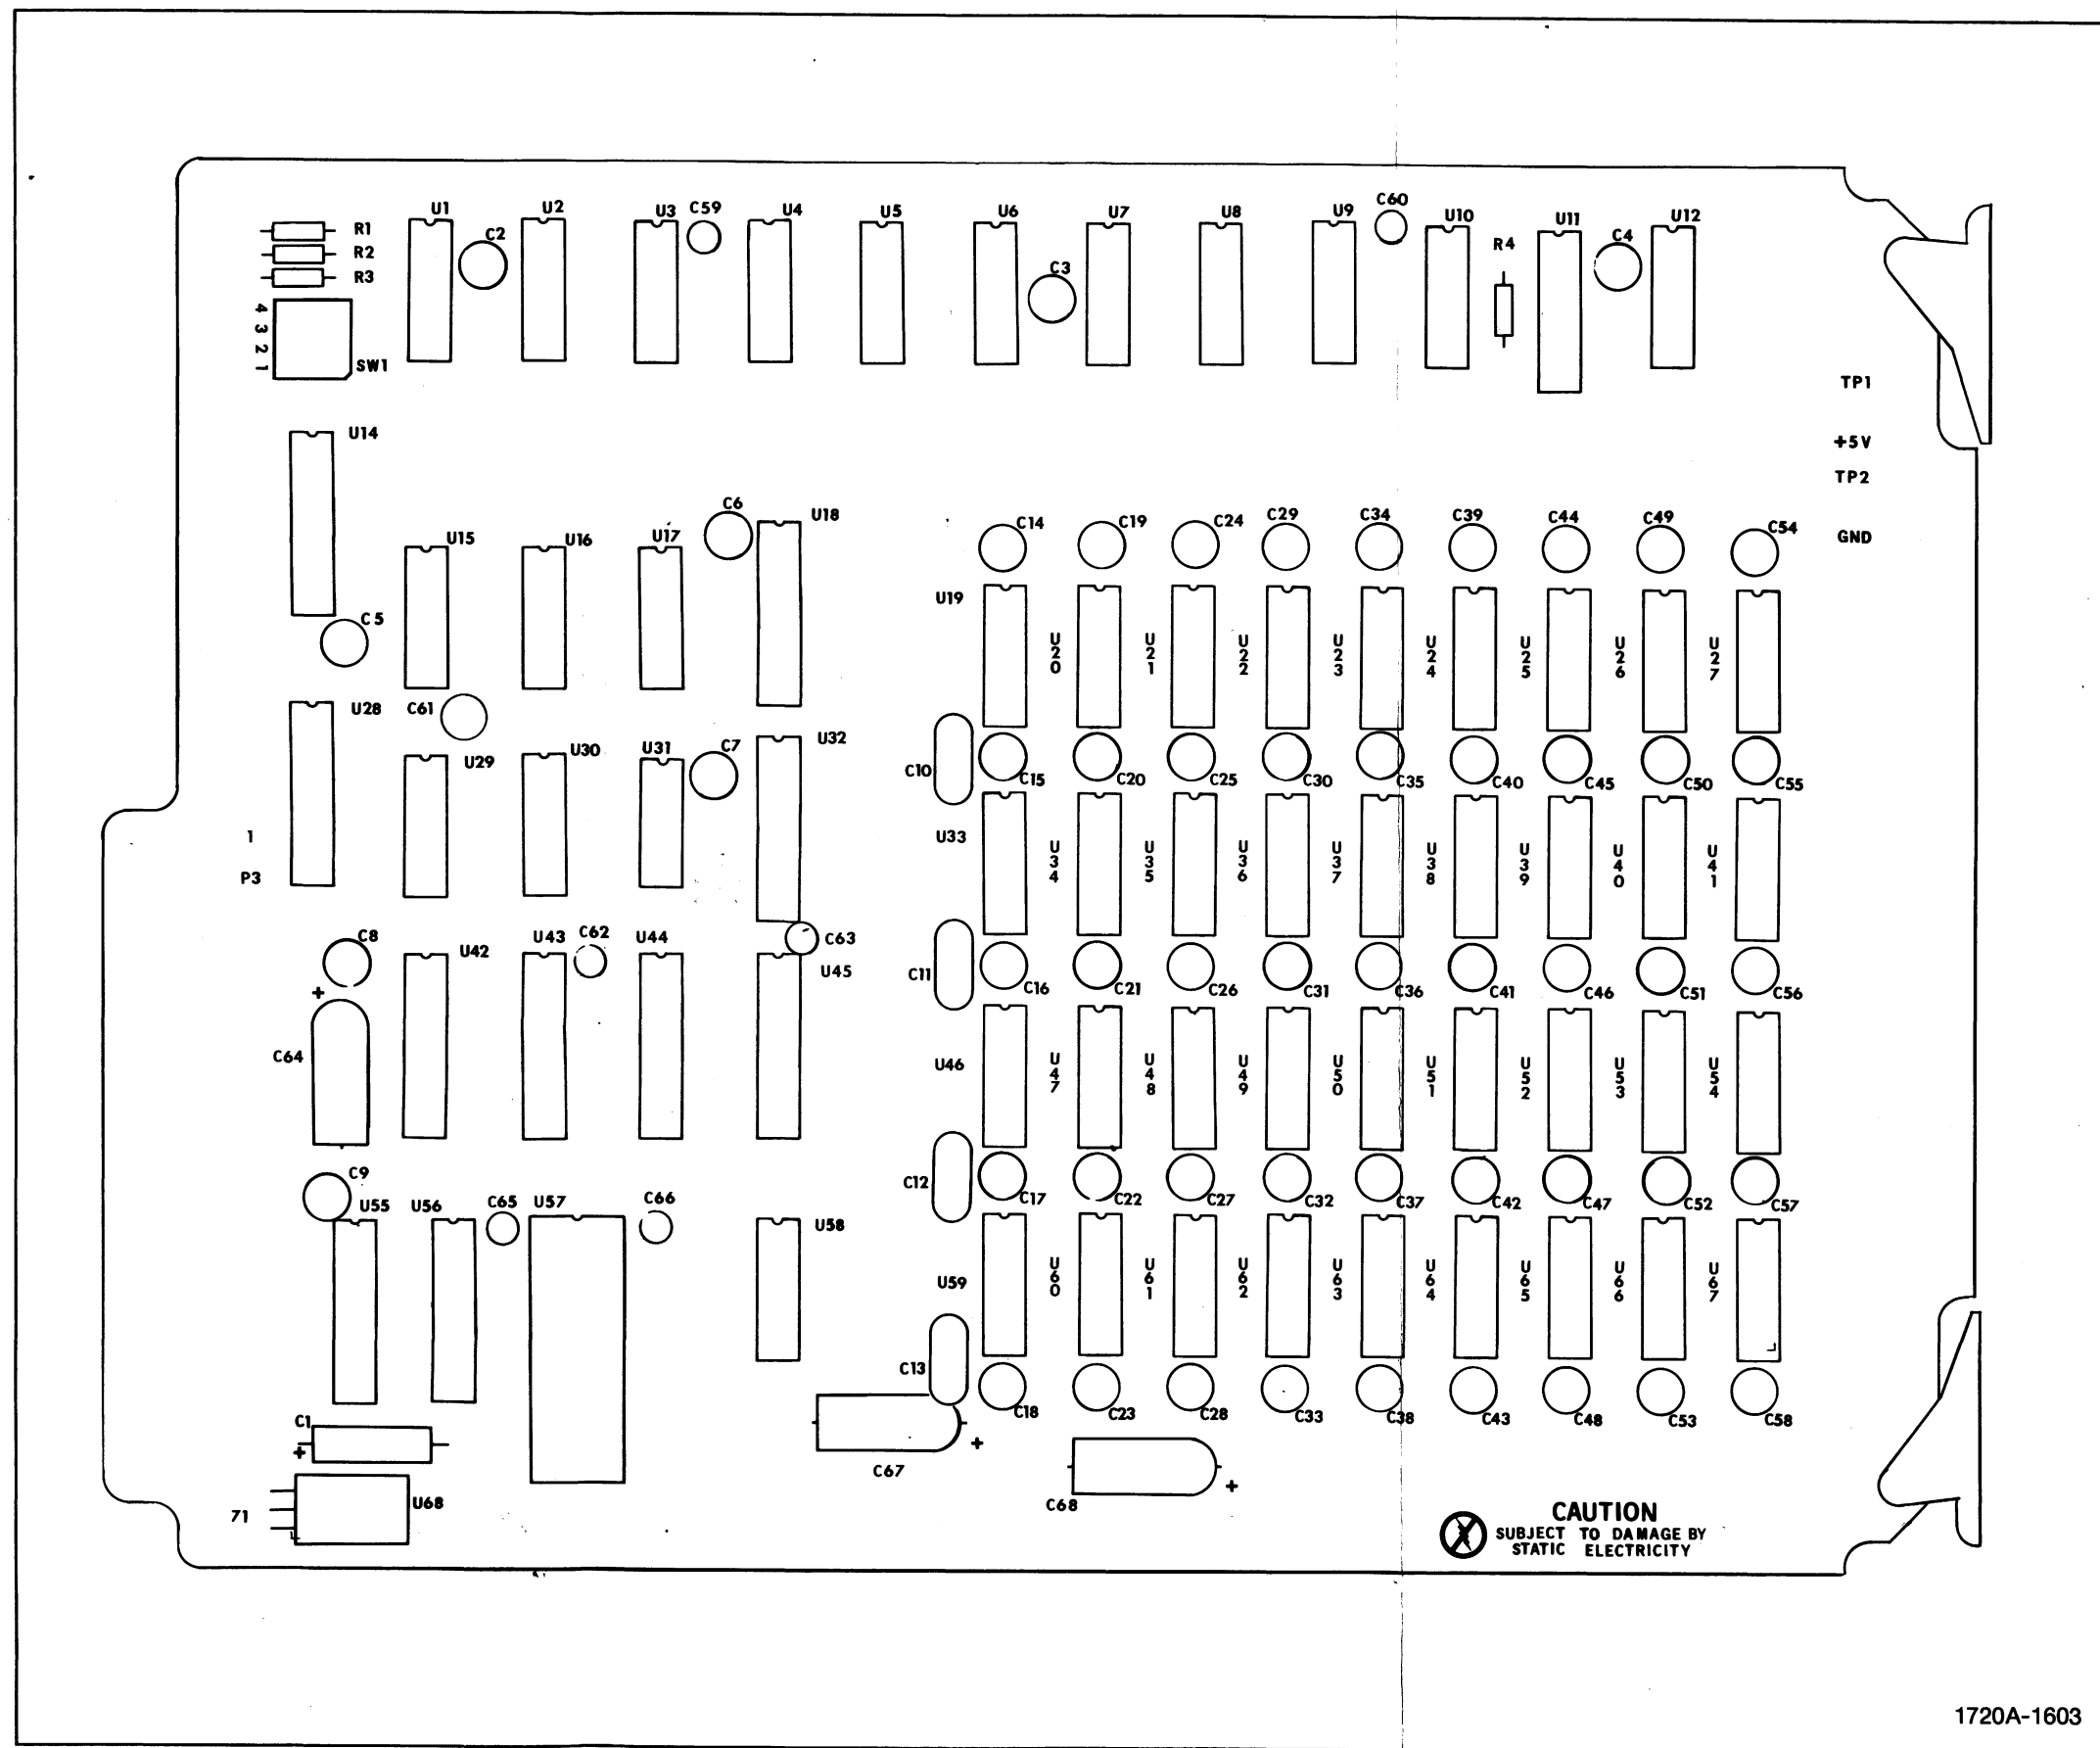 U1 U2 U3 C59 U4 U5 U6 U7 U8 U9 C60 U10 U11 U12
R1
R2
R3
C2 C3 R4 C4
4 3 2 1
SW1
TP1
+5V
TP2
GND
U14
C6 U18
U15 U16 U17
C14 C19 C24 C29 C34 C39 C44 C49 C54
C5
U19 U20 U21 U22 U23 U24 U25 U26 U27
U28 C61
U29 U30 U31 C7 U32
C10 C15 C20 C25 C30 C35 C40 C45 C50 C55
1
P3
U33 U34 U35 U36 U37 U38 U39 U40 U41
C8 U42 U43 C62 U44 C63
U45
C11 C16 C21 C26 C31 C36 C41 C46 C51 C56
+
C64
U46 U47 U48 U49 U50 U51 U52 U53 U54
C9
C12 C17 C22 C27 C32 C37 C42 C47 C52 C57
U55 U56 C65 U57 C66 U58
U59 U60 U61 U62 U63 U64 U65 U66 U67
C13 C18 C23 C28 C33 C38 C43 C48 C53 C58
C1
+
C67 +
C68 +
71 U68
CAUTION
SUBJECT TO DAMAGE BY
STATIC ELECTRICITY
1720A-1603